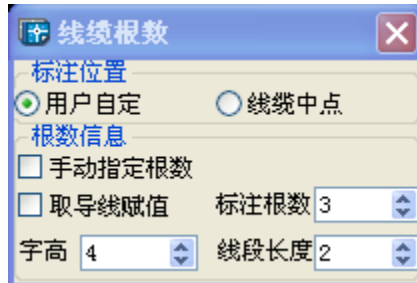 线缆根数
标注位置
用户自定 线缆中点
根数信息
手动指定根数
取导线赋值 标注根数 3
字高 4 线段长度 2